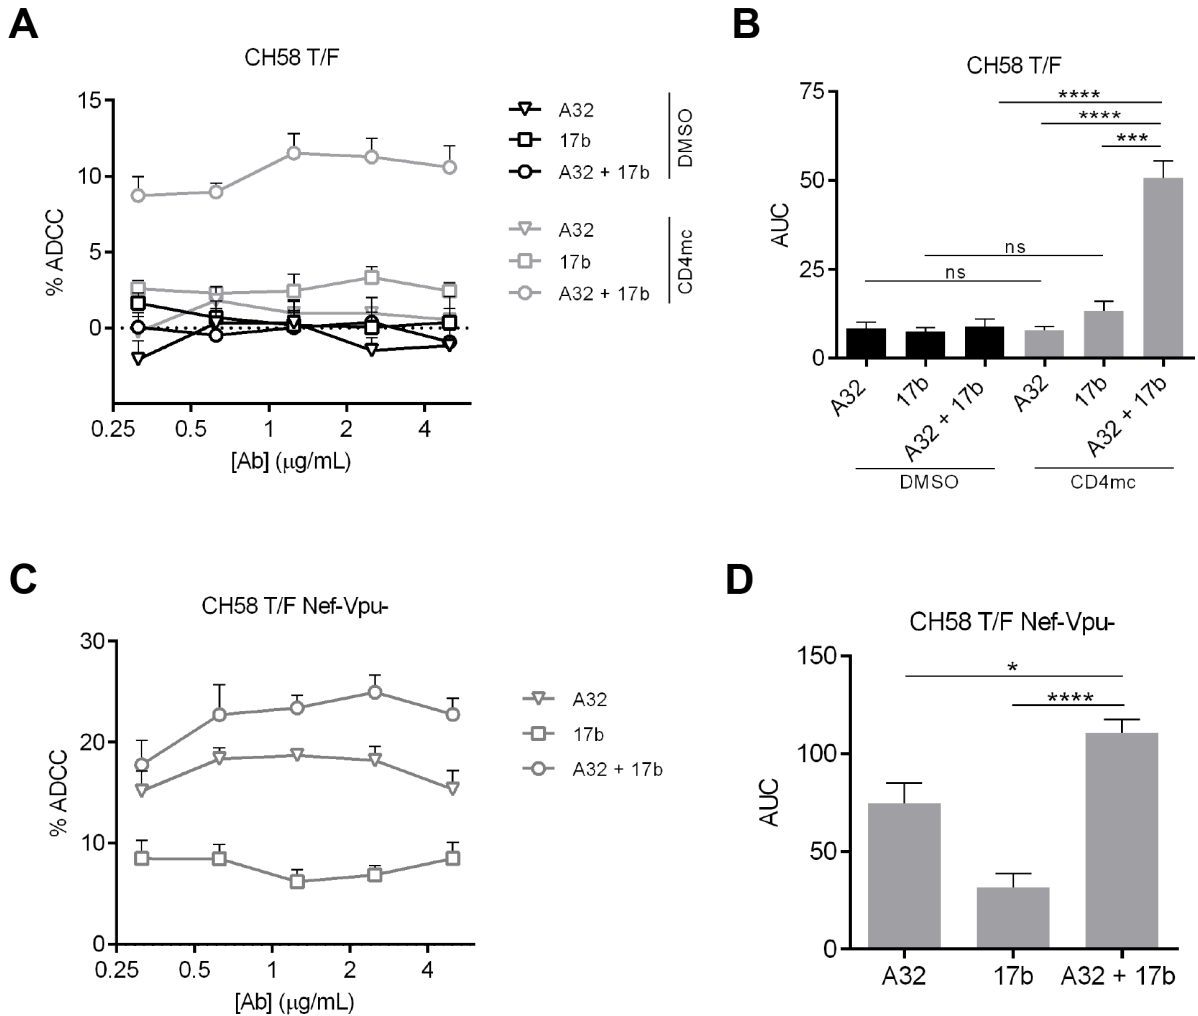 A
CH58 T/F
% ADCC
15
10
5
0
0.25 0.5 1 2 4
[Ab] (μg/mL)
A32
17b
A32 + 17b
DMSO
A32
17b
A32 + 17b
CD4mc
B
CH58 T/F
AUC
75
50
25
0
****
****
***
ns
ns
A32 17b A32 + 17b A32 17b A32 + 17b
DMSO CD4mc
C
CH58 T/F Nef-Vpu-
% ADCC
30
20
10
0
0.25 0.5 1 2 4
[Ab] (μg/mL)
A32
17b
A32 + 17b
D
CH58 T/F Nef-Vpu-
AUC
150
100
50
0
*
****
A32 17b A32 + 17b